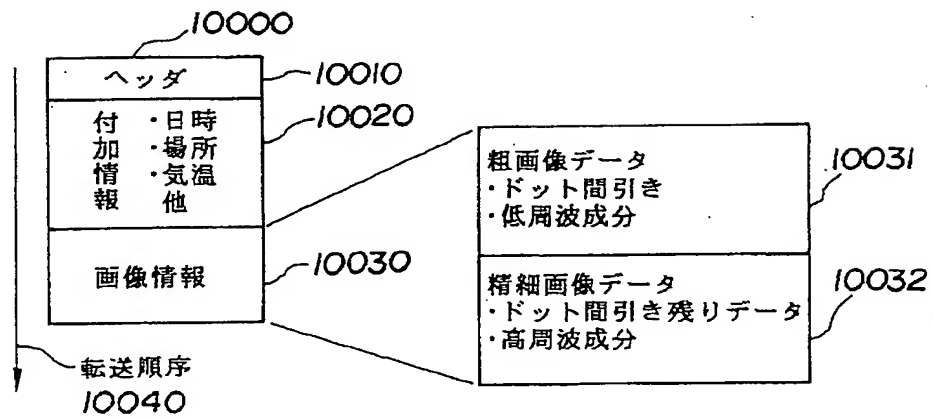 10000
ヘッダ
10010
付加情報
・日時
・場所
・気温
他
10020
画像情報
10030
転送順序
10040
粗画像データ
・ドット間引き
・低周波成分
10031
精細画像データ
・ドット間引き残りデータ
・高周波成分
10032